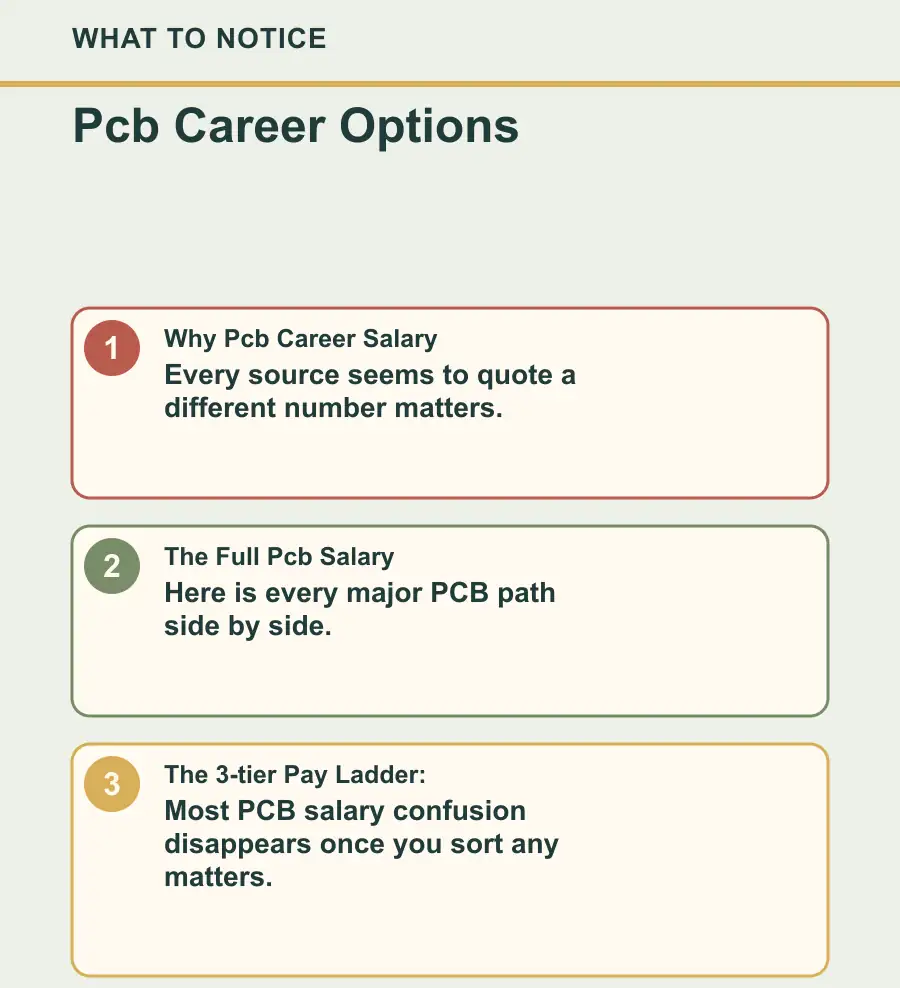 WHAT TO NOTICE
Pcb Career Options
1
Why Pcb Career Salary
Every source seems to quote a
different number matters.
2
The Full Pcb Salary
Here is every major PCB path
side by side.
3
The 3-tier Pay Ladder:
Most PCB salary confusion
disappears once you sort any
matters.